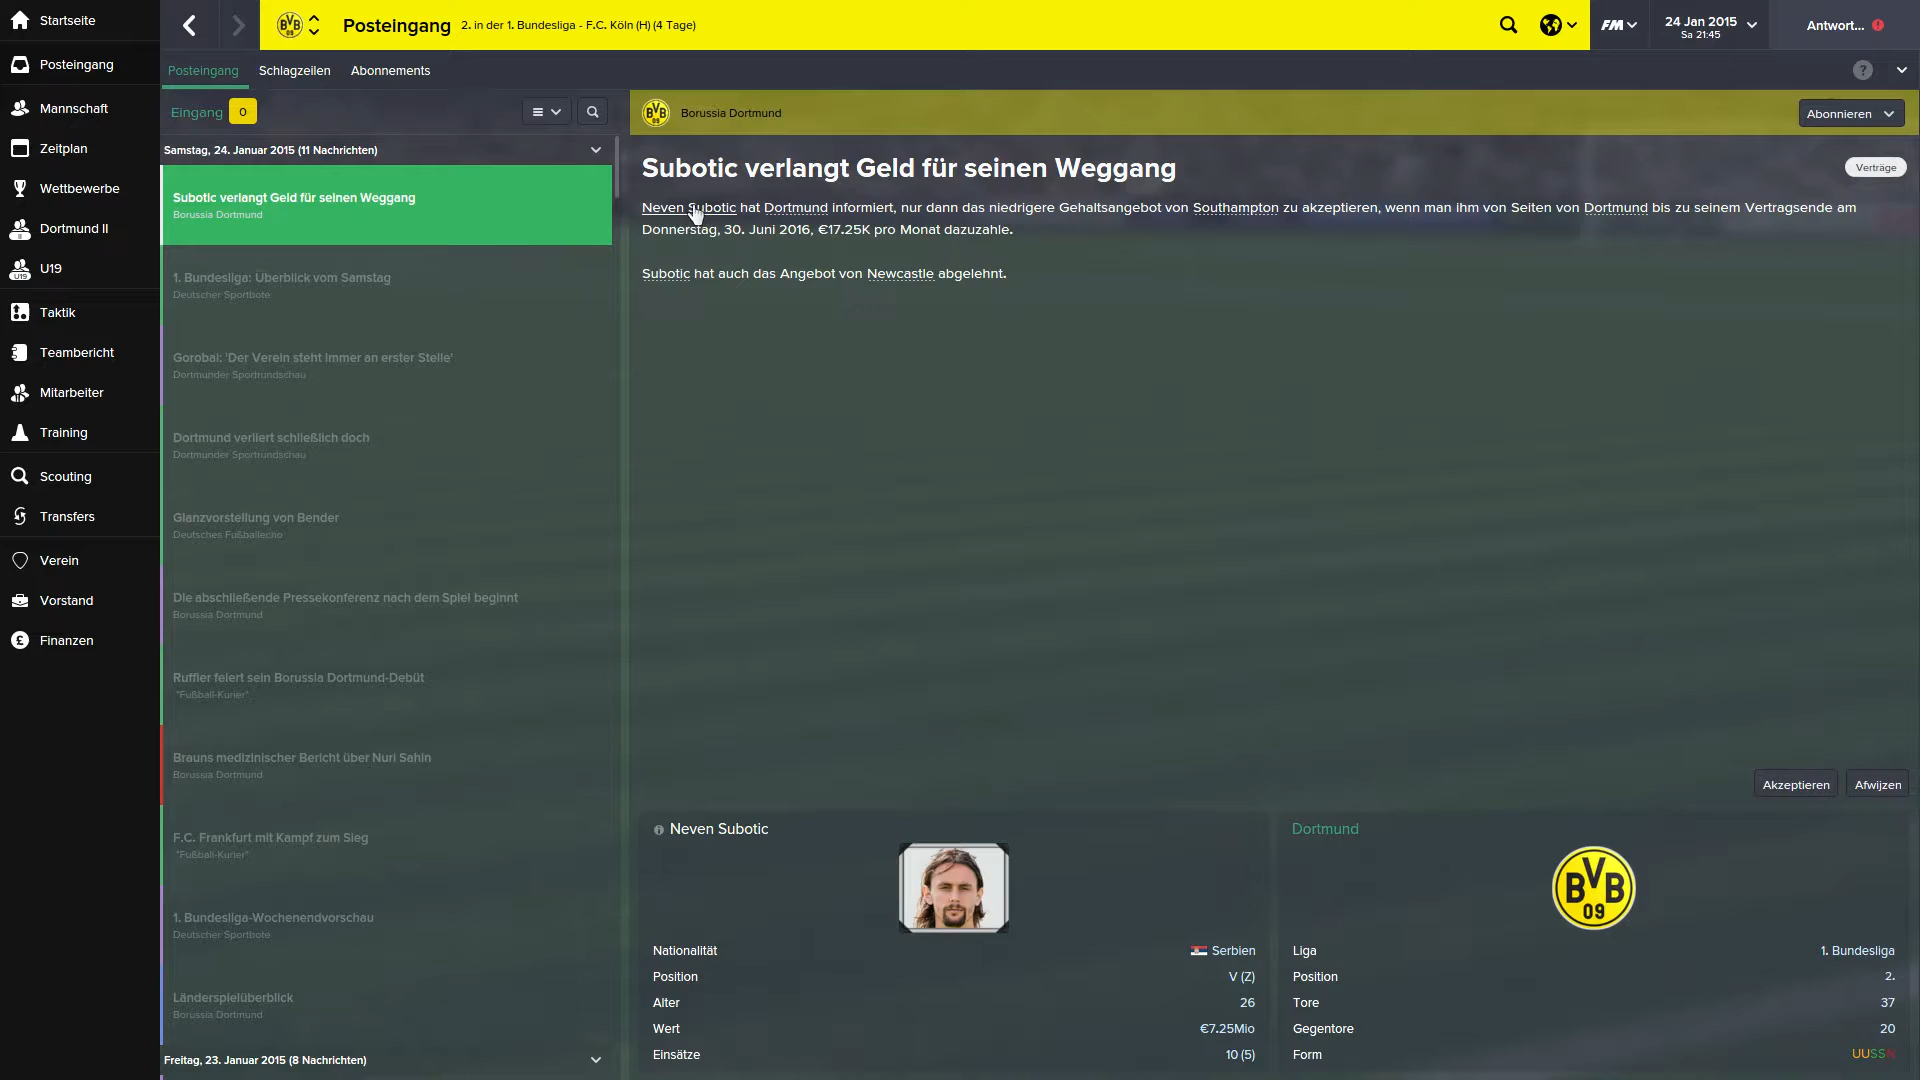 Startseite
Posteingang
Mannschaft
Zeitplan
Wettbewerbe
Dortmund II
U19
U19
Taktik
Teambericht
Mitarbeiter
Training
Scouting
Transfers
Verein
Vorstand
Finanzen
BVB 09
Posteingang 2. in der 1. Bundesliga - F.C. Köln (H) (4 Tage)
FM
24 Jan 2015
Sa 21:45
Antwort...
Posteingang Schlagzeilen Abonnements
?
Eingang 0
Samstag, 24. Januar 2015 (11 Nachrichten)
Subotic verlangt Geld für seinen Weggang
Borussia Dortmund
1. Bundesliga: Überblick vom Samstag
Deutscher Sportbote
Gorobai: 'Der Verein steht immer an erster Stelle'
Dortmunder Sportrundschau
Dortmund verliert schließlich doch
Dortmunder Sportrundschau
Glanzvorstellung von Bender
Deutsches Fußballecho
Die abschließende Pressekonferenz nach dem Spiel beginnt
Borussia Dortmund
Ruffier feiert sein Borussia Dortmund-Debüt
"Fußball-Kurier"
Brauns medizinischer Bericht über Nuri Sahin
Borussia Dortmund
F.C. Frankfurt mit Kampf zum Sieg
"Fußball-Kurier"
1. Bundesliga-Wochenendvorschau
Deutscher Sportbote
Länderspielüberblick
Borussia Dortmund
Freitag, 23. Januar 2015 (8 Nachrichten)
BVB 09
Borussia Dortmund
Abonnieren
Subotic verlangt Geld für seinen Weggang
Verträge
Neven Subotic hat Dortmund informiert, nur dann das niedrigere Gehaltsangebot von Southampton zu akzeptieren, wenn man ihm von Seiten von Dortmund bis zu seinem Vertragsende am
Donnerstag, 30. Juni 2016, €17.25K pro Monat dazuzahle.
Subotic hat auch das Angebot von Newcastle abgelehnt.
Akzeptieren Afwijzen
Neven Subotic
Nationalität Serbien
Position V (Z)
Alter 26
Wert €7.25Mio
Einsätze 10 (5)
Dortmund
BVB 09
Liga 1. Bundesliga
Position 2.
Tore 37
Gegentore 20
Form UUSSN